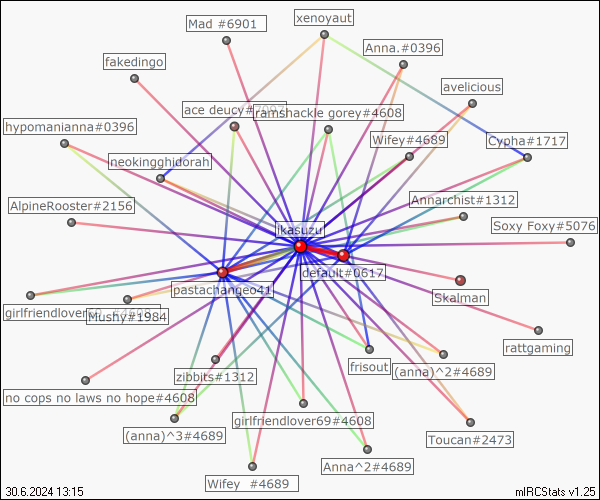 xenoyaut
Mad #6901
Anna.#0396
fakedingo
avelicious
ace deucy#
ramshackle gorey#4608
hypomanianna#0396
Wifey#4689
Cypha#1717
neokingghidorah
AlpineRooster#2156
Annarchist#1312
Soxy Foxy#5076
ikasuzu
default#0617
pastachange041
Skalman
girlfriendlover
Mushy#1984
rattgaming
frisout
(anna)^2#4689
zibbits#1312
no cops no laws no hope#4608
girlfriendlover69#4608
(anna)^3#4689
Toucan#2473
Anna^2#4689
Wifey #4689
30.6.2024 13:15
mIRCStats v1.25